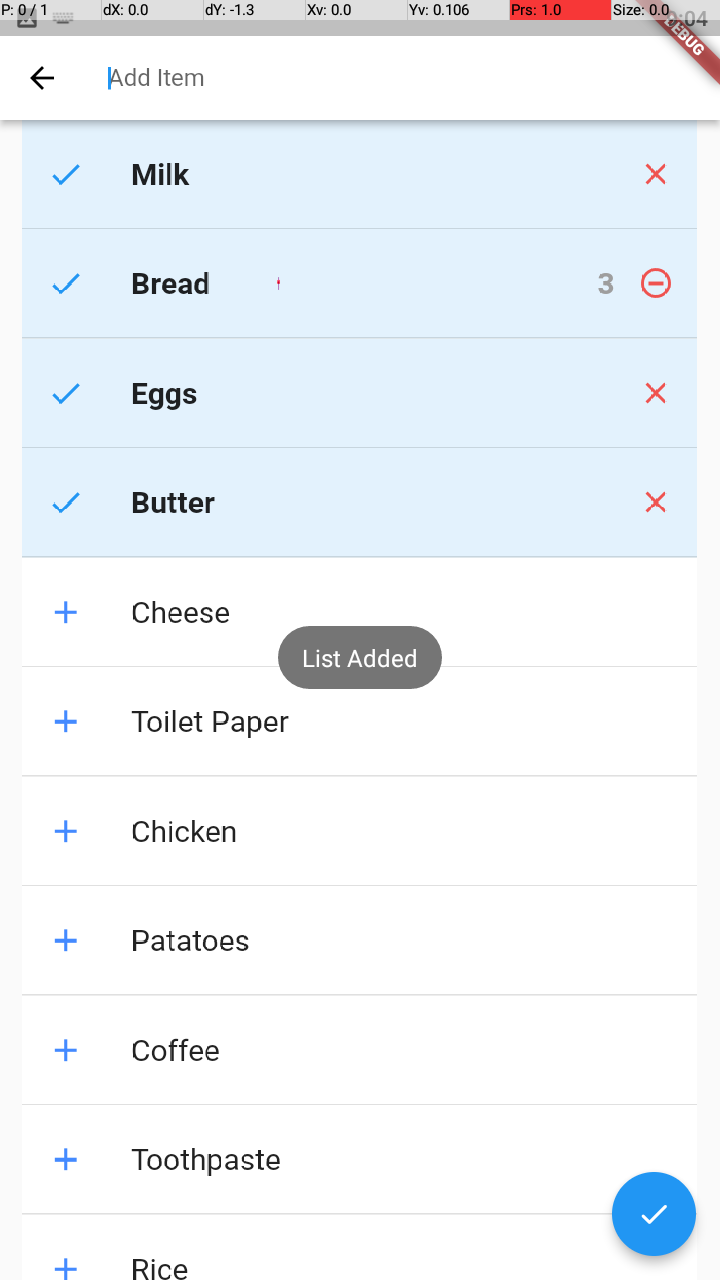 P: 0 / 1 dX: 0.0 dY: -1.3 Xv: 0.0 Yv: 0.106 Prs: 1.0 Size: 0.0
DEBUG
Add Item
Milk
Bread 3
Eggs
Butter
Cheese
List Added
Toilet Paper
Chicken
Patatoes
Coffee
Toothpaste
Rice